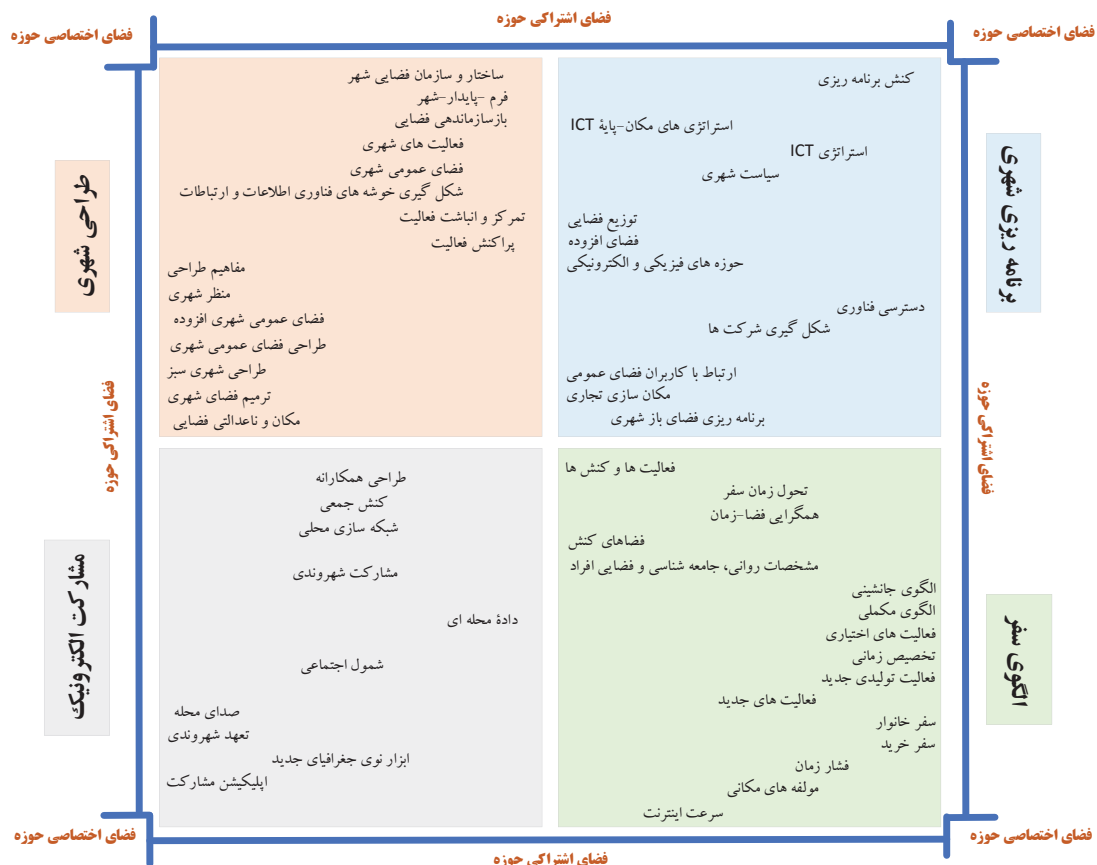 فضای اشتراکی حوزه
فضای اختصاصی حوزه
فضای اختصاصی حوزه
برنامه ریزی شهری
کنش برنامه ریزی
استراتژی های مکان-پایهٔ ICT
استراتژی ICT
سیاست شهری
توزیع فضایی
فضای افزوده
حوزه های فیزیکی و الکترونیکی
دسترسی فناوری
شکل گیری شرکت ها
ارتباط با کاربران فضای عمومی
مکان سازی تجاری
برنامه ریزی فضای باز شهری
طراحی شهری
ساختار و سازمان فضایی شهر
فرم -پایدار-شهر
بازسازماندهی فضایی
فعالیت های شهری
فضای عمومی شهری
شکل گیری خوشه های فناوری اطلاعات و ارتباطات
تمرکز و انباشت فعالیت
پراکنش فعالیت
مفاهیم طراحی
منظر شهری
فضای عمومی شهری افزوده
طراحی فضای عمومی شهری
طراحی شهری سبز
ترمیم فضای شهری
مکان و ناعدالتی فضایی
فضای اشتراکی حوزه
فضای اشتراکی حوزه
الگوی سفر
فعالیت ها و کنش ها
تحول زمان سفر
همگرایی فضا-زمان
فضاهای کنش
مشخصات روانی، جامعه شناسی و فضایی افراد
الگوی جانشینی
الگوی مکملی
فعالیت های اختیاری
تخصیص زمانی
فعالیت تولیدی جدید
فعالیت های جدید
سفر خانوار
سفر خرید
فشار زمان
مولفه های مکانی
سرعت اینترنت
مشارکت الکترونیک
طراحی همکارانه
کنش جمعی
شبکه سازی محلی
مشارکت شهروندی
دادهٔ محله ای
شمول اجتماعی
صدای محله
تعهد شهروندی
ابزار نوی جغرافیای جدید
اپلیکیشن مشارکت
فضای اختصاصی حوزه
فضای اختصاصی حوزه
فضای اشتراکی حوزه